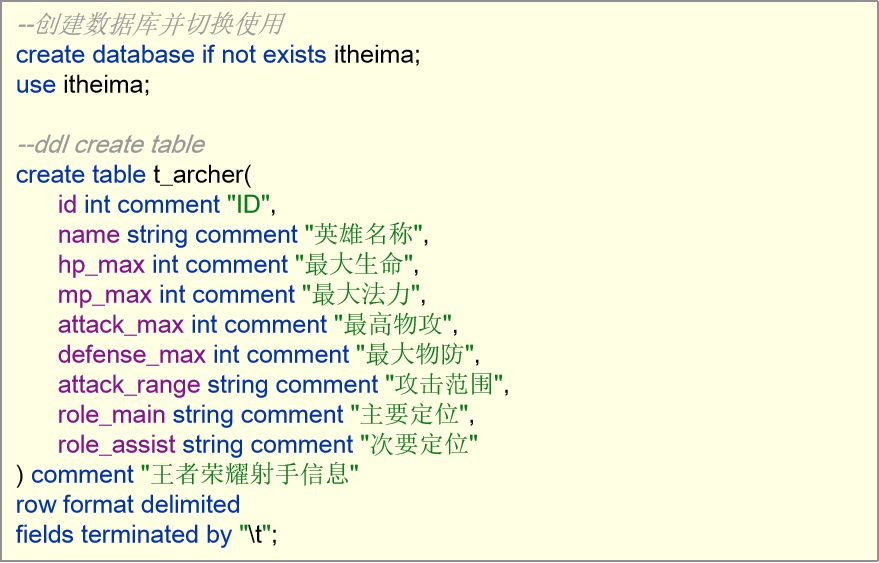 --创建数据库并切换使用
create database if not exists itheima;
use itheima;
--ddl create table
create table t_archer(
id int comment "ID",
name string comment "英雄名称",
hp_max int comment "最大生命",
mp_max int comment "最大法力",
attack_max int comment "最高物攻",
defense_max int comment "最大物防",
attack_range string comment "攻击范围",
role_main string comment "主要定位",
role_assist string comment "次要定位"
) comment "王者荣耀射手信息"
row format delimited
fields terminated by "\t";